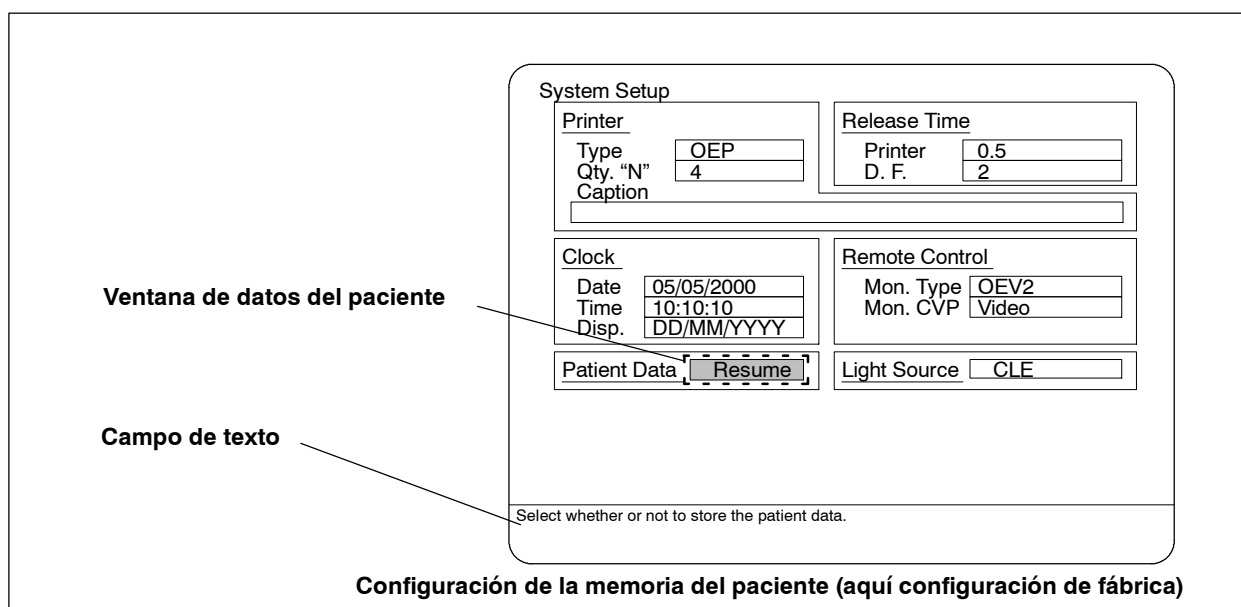 System Setup
Printer
Type OEP
Qty. “N” 4
Caption
Release Time
Printer 0.5
D. F. 2
Clock
Date 05/05/2000
Time 10:10:10
Disp. DD/MM/YYYY
Remote Control
Mon. Type OEV2
Mon. CVP Video
Ventana de datos del paciente
Patient Data Resume
Light Source CLE
Campo de texto
Select whether or not to store the patient data.
Configuración de la memoria del paciente (aquí configuración de fábrica)